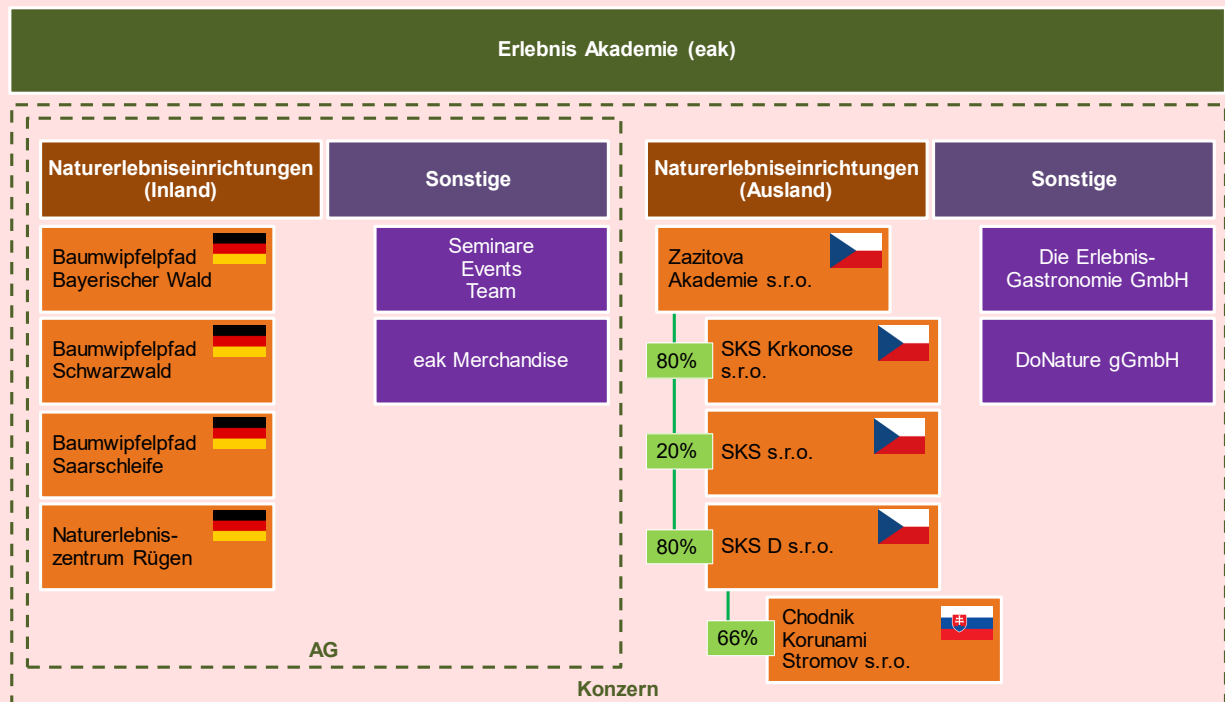 Erlebnis Akademie (eak)
Naturerlebniseinrichtungen
(Inland)
Sonstige
Baumwipfelpfad
Bayerischer Wald
Seminare
Events
Team
Baumwipfelpfad
Schwarzwald
eak Merchandise
Baumwipfelpfad
Saarschleife
Naturerlebnis-
zentrum Rügen
AG
Naturerlebniseinrichtungen
(Ausland)
Sonstige
Zazitova
Akademie s.r.o.
Die Erlebnis-
Gastronomie GmbH
80%
SKS Krkonose
s.r.o.
DoNature gGmbH
20%
SKS s.r.o.
80%
SKS D s.r.o.
66%
Chodnik
Korunami
Stromov s.r.o.
Konzern